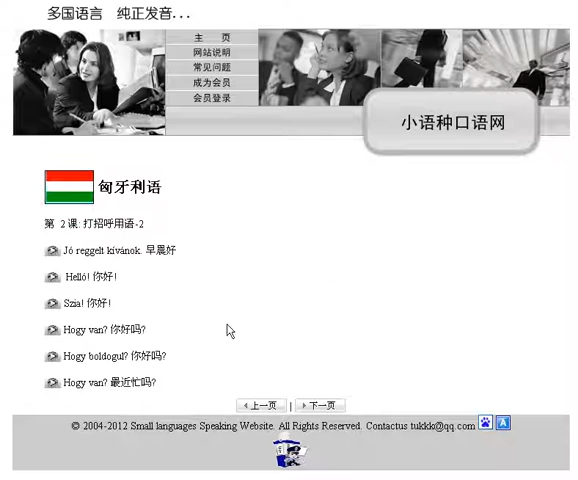 多国语言 纯正发音...
主 页
网站说明
常见问题
成为会员
会员登录
小语种口语网
匈牙利语
第 2 课: 打招呼用语-2
Jó reggelt kívánok. 早晨好
Helló! 你好!
Szia! 你好!
Hogy van? 你好吗?
Hogy boldogul? 你好吗?
Hogy van? 最近忙吗?
上一页 | 下一页
© 2004-2012 Small languages Speaking Website. All Rights Reserved. Contactus tukkk@qq.com